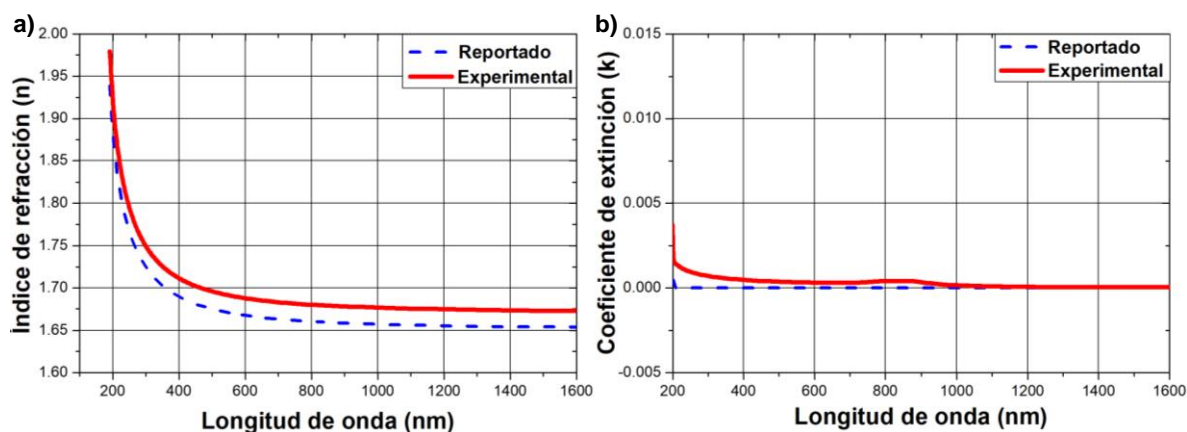 a)
2.00
1.95
1.90
1.85
1.80
1.75
1.70
1.65
1.60
Índice de refracción (n)
Reportado
Experimental
200 400 600 800 1000 1200 1400 1600
Longitud de onda (nm)
b)
0.015
0.010
0.005
0.000
-0.005
Coeficiente de extinción (k)
Reportado
Experimental
200 400 600 800 1000 1200 1400 1600
Longitud de onda (nm)